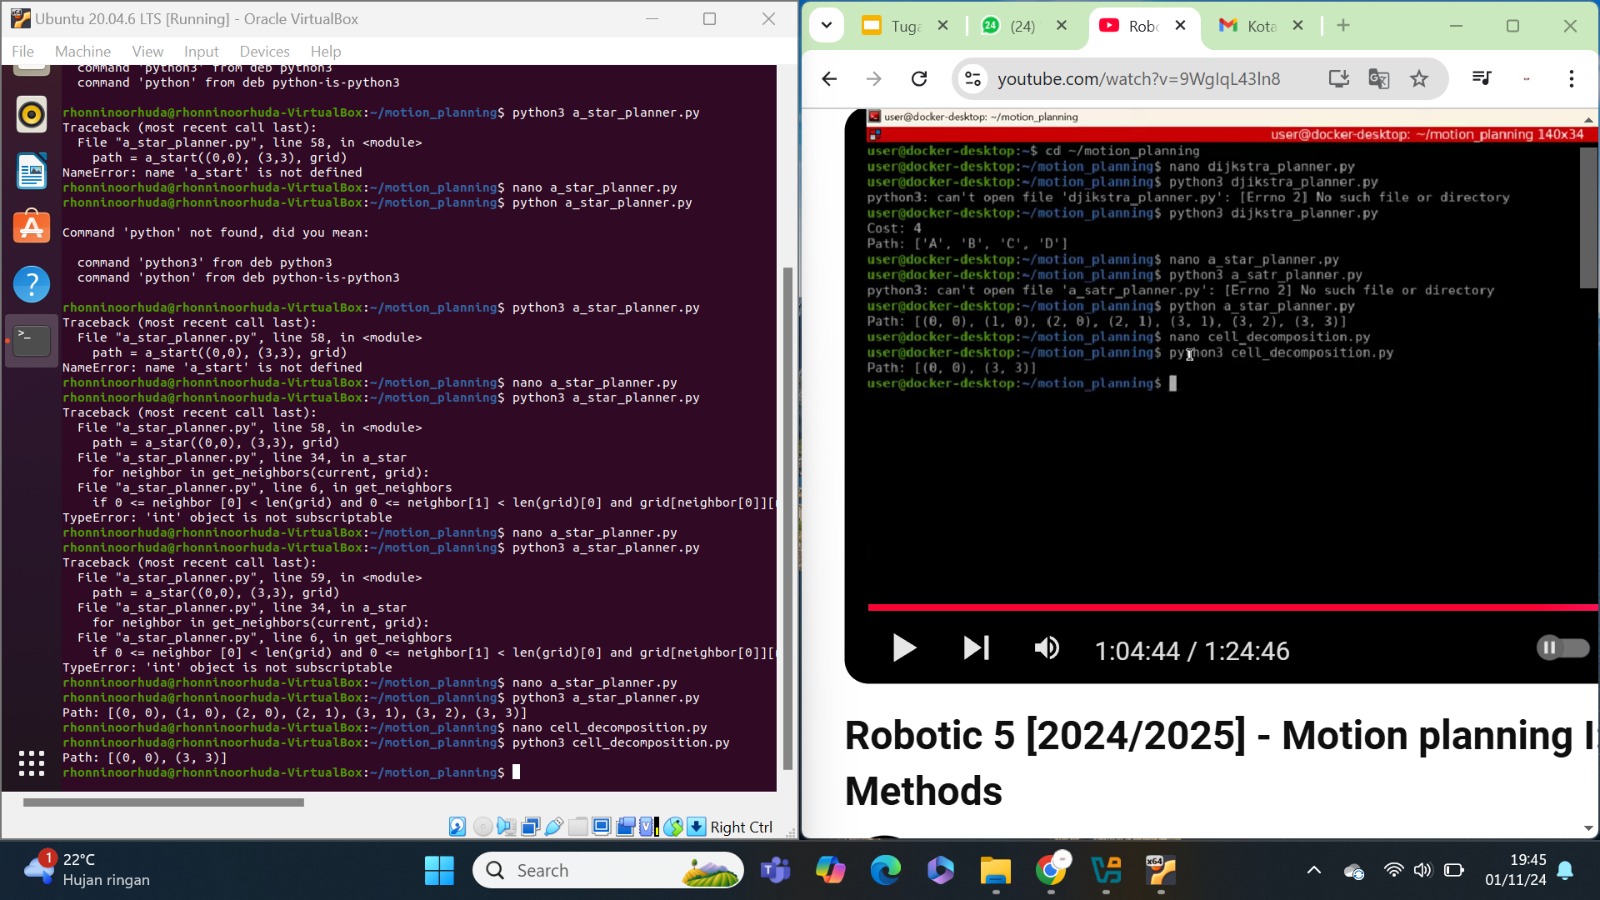 Ubuntu 20.04.6 LTS [Running] - Oracle VirtualBox
File Machine View Input Devices Help
command 'python3' from deb python3
command 'python' from deb python-is-python3
rhonninoorhuda@rhonninoorhuda-VirtualBox:~/motion_planning$ python3 a_star_planner.py
Traceback (most recent call last):
File "a_star_planner.py", line 58, in <module>
path = a_start((0,0), (3,3), grid)
NameError: name 'a_start' is not defined
rhonninoorhuda@rhonninoorhuda-VirtualBox:~/motion_planning$ nano a_star_planner.py
rhonninoorhuda@rhonninoorhuda-VirtualBox:~/motion_planning$ python a_star_planner.py
Command 'python' not found, did you mean:
command 'python3' from deb python3
command 'python' from deb python-is-python3
rhonninoorhuda@rhonninoorhuda-VirtualBox:~/motion_planning$ python3 a_star_planner.py
Traceback (most recent call last):
File "a_star_planner.py", line 58, in <module>
path = a_start((0,0), (3,3), grid)
NameError: name 'a_start' is not defined
rhonninoorhuda@rhonninoorhuda-VirtualBox:~/motion_planning$ nano a_star_planner.py
rhonninoorhuda@rhonninoorhuda-VirtualBox:~/motion_planning$ python3 a_star_planner.py
Traceback (most recent call last):
File "a_star_planner.py", line 58, in <module>
path = a_star((0,0), (3,3), grid)
File "a_star_planner.py", line 34, in a_star
for neighbor in get_neighbors(current, grid):
File "a_star_planner.py", line 6, in get_neighbors
if 0 <= neighbor [0] < len(grid) and 0 <= neighbor[1] < len(grid)[0] and grid[neighbor[0]][
TypeError: 'int' object is not subscriptable
rhonninoorhuda@rhonninoorhuda-VirtualBox:~/motion_planning$ nano a_star_planner.py
rhonninoorhuda@rhonninoorhuda-VirtualBox:~/motion_planning$ python3 a_star_planner.py
Traceback (most recent call last):
File "a_star_planner.py", line 59, in <module>
path = a_star((0,0), (3,3), grid)
File "a_star_planner.py", line 34, in a_star
for neighbor in get_neighbors(current, grid):
File "a_star_planner.py", line 6, in get_neighbors
if 0 <= neighbor [0] < len(grid) and 0 <= neighbor[1] < len(grid)[0] and grid[neighbor[0]][
TypeError: 'int' object is not subscriptable
rhonninoorhuda@rhonninoorhuda-VirtualBox:~/motion_planning$ nano a_star_planner.py
rhonninoorhuda@rhonninoorhuda-VirtualBox:~/motion_planning$ python3 a_star_planner.py
Path: [(0, 0), (1, 0), (2, 0), (2, 1), (3, 1), (3, 2), (3, 3)]
rhonninoorhuda@rhonninoorhuda-VirtualBox:~/motion_planning$ nano cell_decomposition.py
rhonninoorhuda@rhonninoorhuda-VirtualBox:~/motion_planning$ python3 cell_decomposition.py
Path: [(0, 0), (3, 3)]
rhonninoorhuda@rhonninoorhuda-VirtualBox:~/motion_planning$
Right Ctrl
Tuga
24 (24)
Robo
Kota
youtube.com/watch?v=9WgIqL43ln8
user@docker-desktop: ~/motion_planning
user@docker-desktop: ~/motion_planning 140x34
user@docker-desktop:~$ cd ~/motion_planning
user@docker-desktop:~/motion_planning$ nano dijkstra_planner.py
user@docker-desktop:~/motion_planning$ python3 djikstra_planner.py
python3: can't open file 'djikstra_planner.py': [Errno 2] No such file or directory
user@docker-desktop:~/motion_planning$ python3 dijkstra_planner.py
Cost: 4
Path: ['A', 'B', 'C', 'D']
user@docker-desktop:~/motion_planning$ nano a_star_planner.py
user@docker-desktop:~/motion_planning$ python3 a_satr_planner.py
python3: can't open file 'a_satr_planner.py': [Errno 2] No such file or directory
user@docker-desktop:~/motion_planning$ python a_star_planner.py
Path: [(0, 0), (1, 0), (2, 0), (2, 1), (3, 1), (3, 2), (3, 3)]
user@docker-desktop:~/motion_planning$ nano cell_decomposition.py
user@docker-desktop:~/motion_planning$ python3 cell_decomposition.py
Path: [(0, 0), (3, 3)]
user@docker-desktop:~/motion_planning$
1:04:44 / 1:24:46
Robotic 5 [2024/2025] - Motion planning
Methods
1
22°C
Hujan ringan
Search
x64
19:45
01/11/24